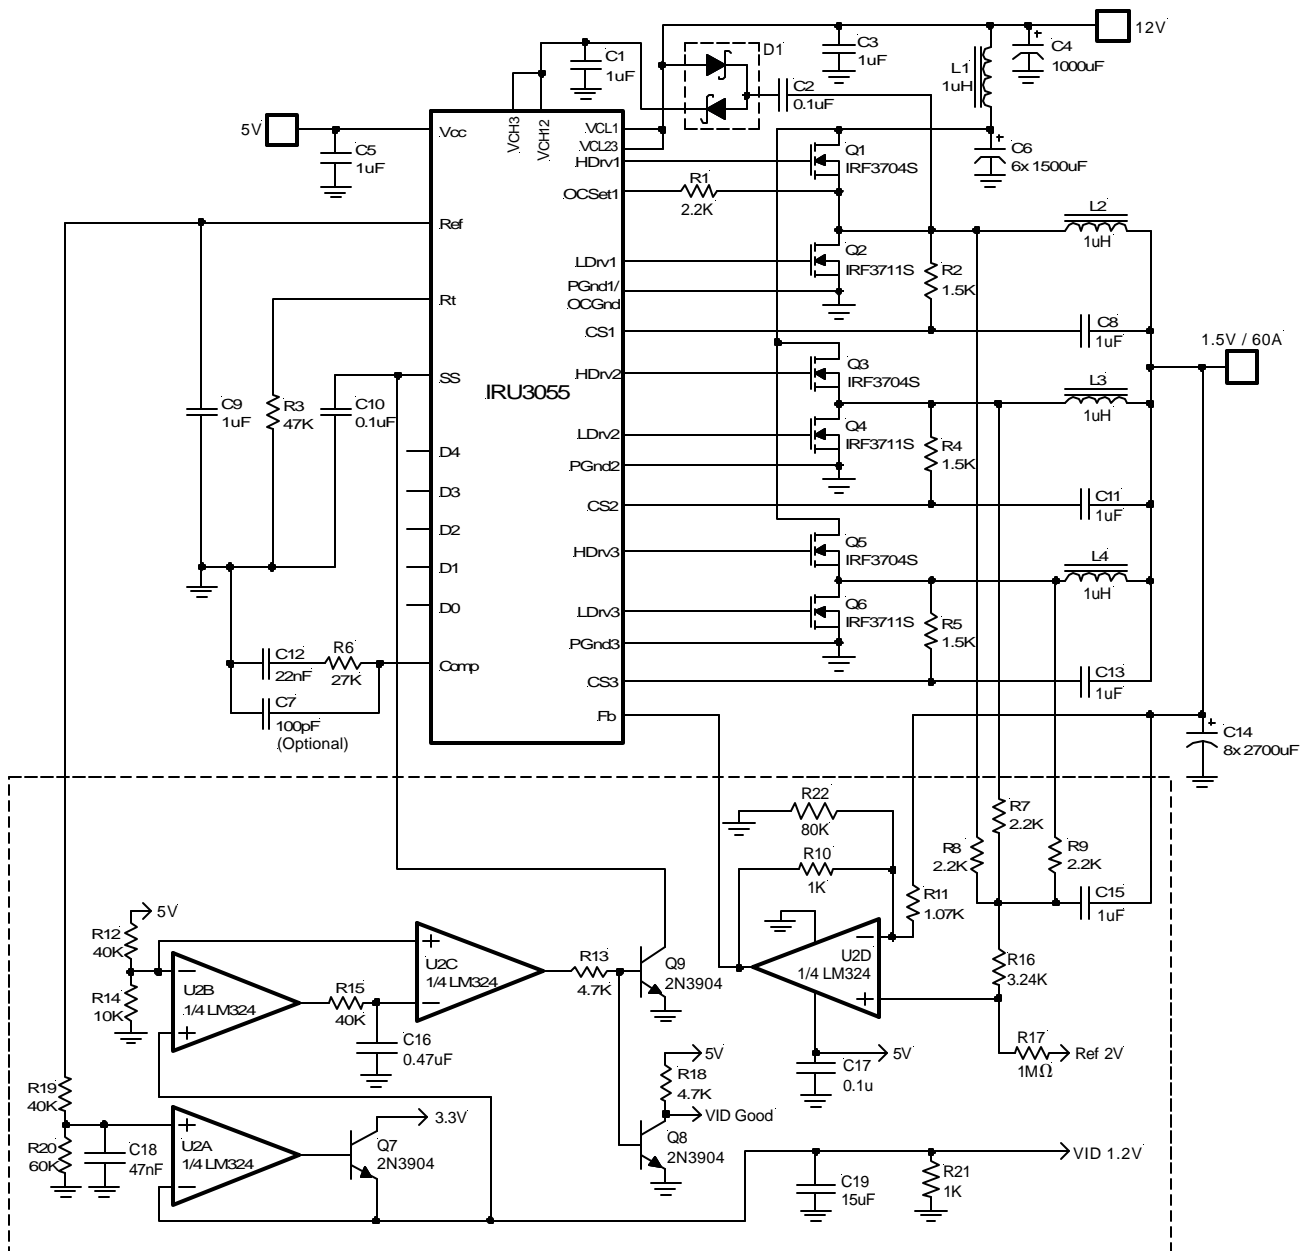 12V
D1
C1
1uF
C3
1uF
C4
1000uF
L1
1uH
C2
0.1uF
5V
Vcc
VCH3
VCH12
VCL1
VCL23
C5
1uF
HDrv1
Q1
IRF3704S
C6
6x 1500uF
OCSet1
R1
2.2K
Ref
L2
1uH
LDrv1
Q2
IRF3711S
R2
1.5K
PGnd1/
OCGnd
Rt
CS1
C8
1uF
1.5V / 60A
SS
IRU3055
HDrv2
Q3
IRF3704S
L3
1uH
C9
1uF
R3
47K
C10
0.1uF
LDrv2
Q4
IRF3711S
R4
1.5K
D4
PGnd2
D3
CS2
C11
1uF
D2
HDrv3
Q5
IRF3704S
L4
1uH
D1
D0
LDrv3
Q6
IRF3711S
R5
1.5K
PGnd3
C12
22nF
R6
27K
Comp
CS3
C13
1uF
C7
100pF
(Optional)
Fb
C14
8x 2700uF
R22
80K
R7
2.2K
R8
2.2K
R9
2.2K
R10
1K
R11
1.07K
C15
1uF
5V
R12
40K
U2C
1/4 LM324
U2B
1/4 LM324
R14
10K
R15
40K
R13
4.7K
Q9
2N3904
U2D
1/4 LM324
R16
3.24K
C16
0.47uF
5V
R18
4.7K
C17
0.1u
5V
R17
1MΩ
Ref 2V
R19
40K
VID Good
3.3V
R20
60K
C18
47nF
U2A
1/4 LM324
Q7
2N3904
Q8
2N3904
VID 1.2V
C19
15uF
R21
1K